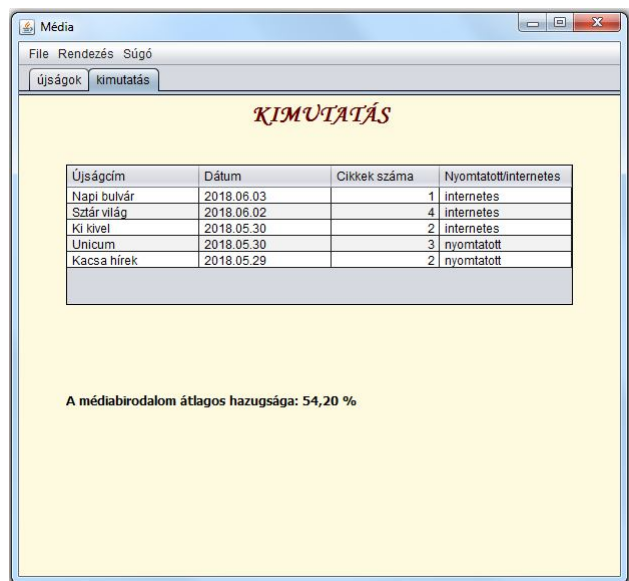 Média
File Rendezés Súgó
újságok kimutatás
KIMUTATÁS
Újságcím Dátum Cikkek száma Nyomtatott/internetes
Napi bulvár 2018.06.03 1 internetes
Sztár világ 2018.06.02 4 internetes
Ki kivel 2018.05.30 2 internetes
Unicum 2018.05.30 3 nyomtatott
Kacsa hírek 2018.05.29 2 nyomtatott
A médiabirodalom átlagos hazugsága: 54,20 %